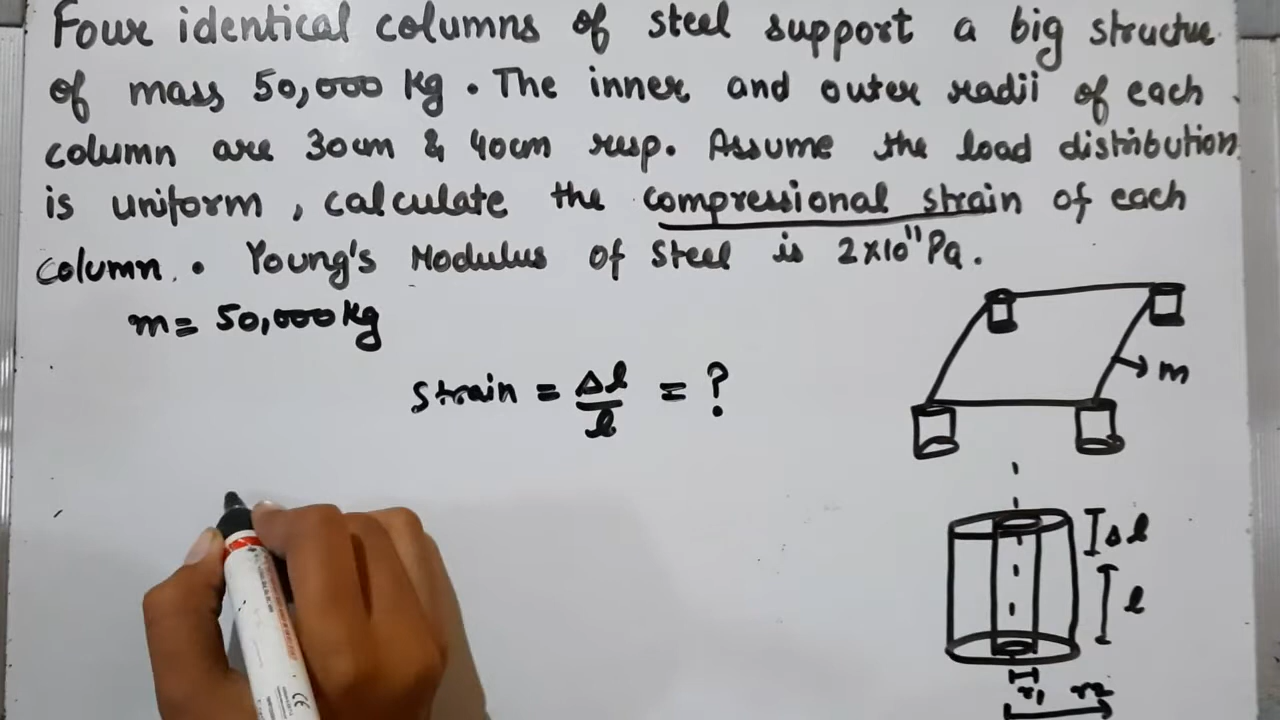 Four identical columns of steel support a big structue
of mass 50,000 Kg. The inner and outer radii of each
column are 30cm & 40cm resp. Assume the load distribution
is uniform, calculate the compressional strain of each
column. Young's Modulus of Steel is 2×10¹¹ Pa.
m = 50,000 Kg
Strain = Δl/l = ?
m
Δl
l
r₁ r2